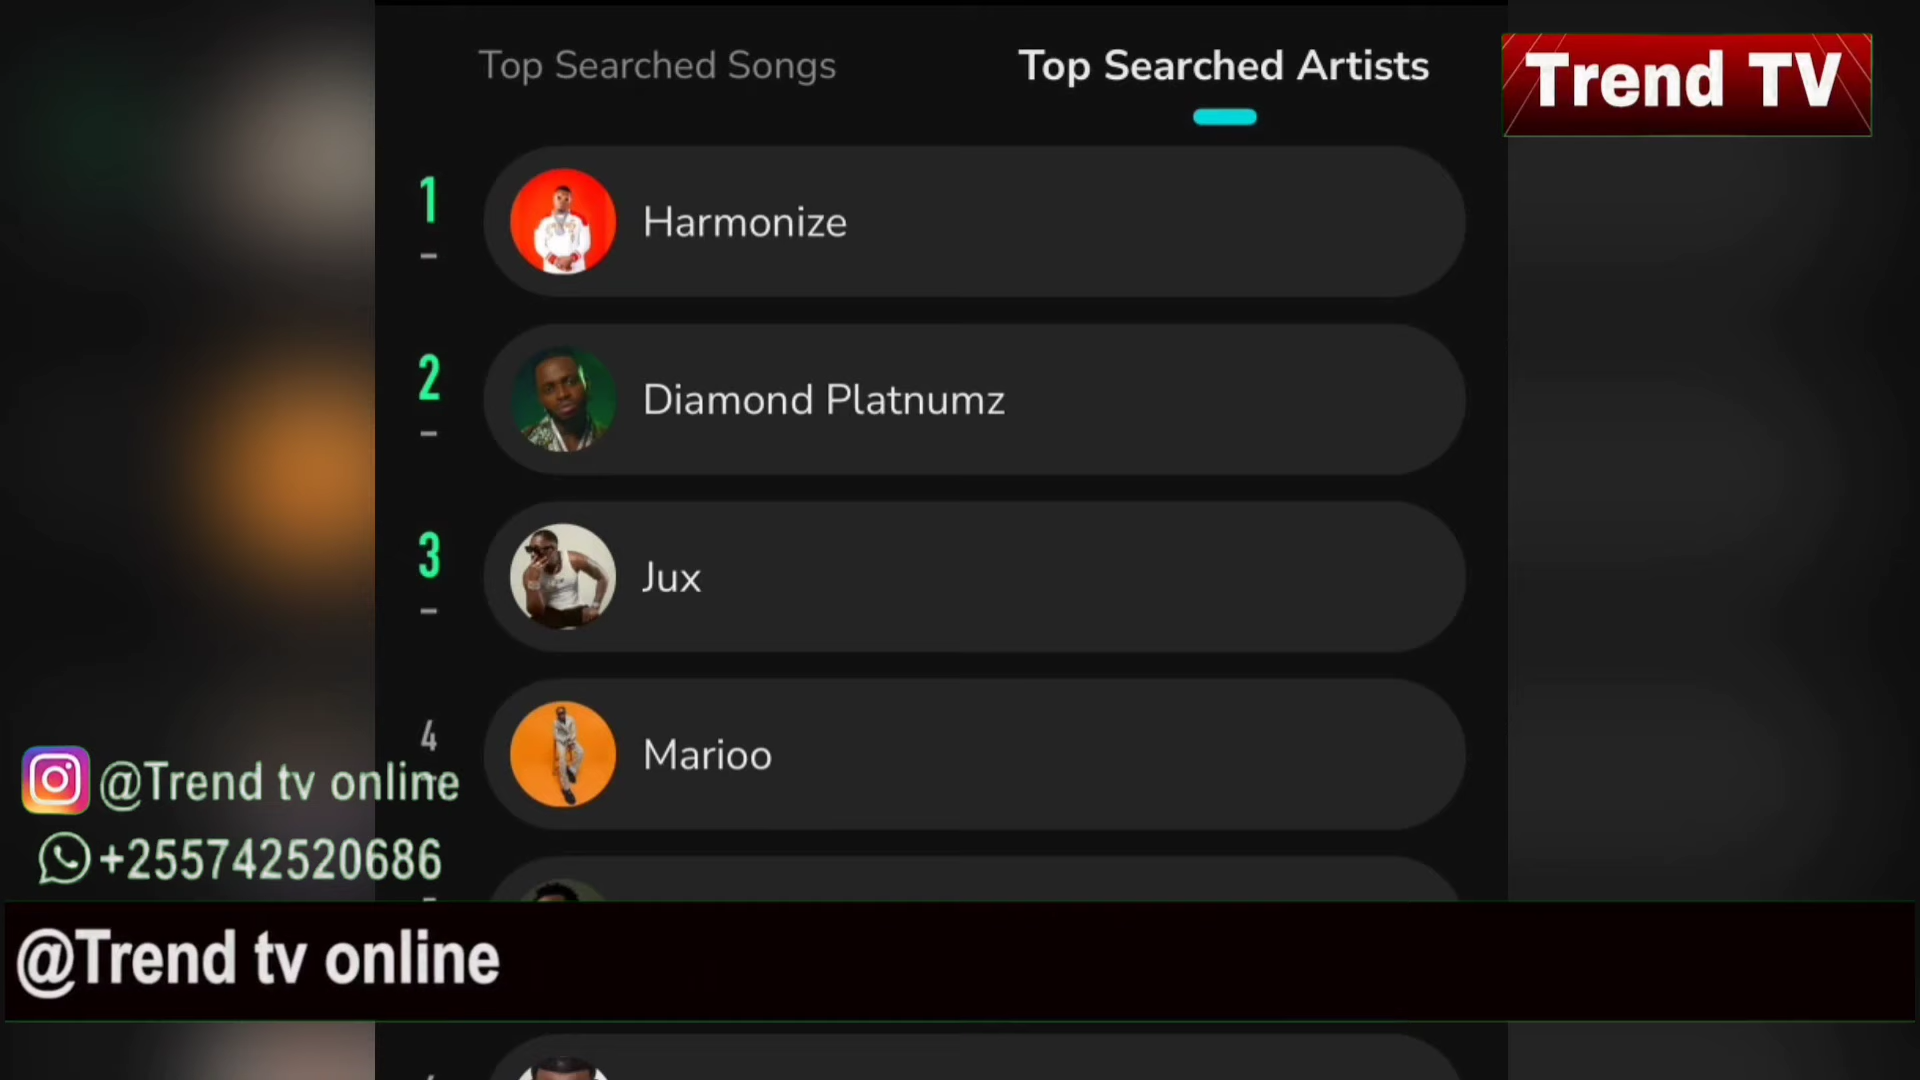 Top Searched Songs
Top Searched Artists
Trend TV
1
Harmonize
2
Diamond Platnumz
3
Jux
4
Marioo
@Trend tv online
+255742520686
@Trend tv online